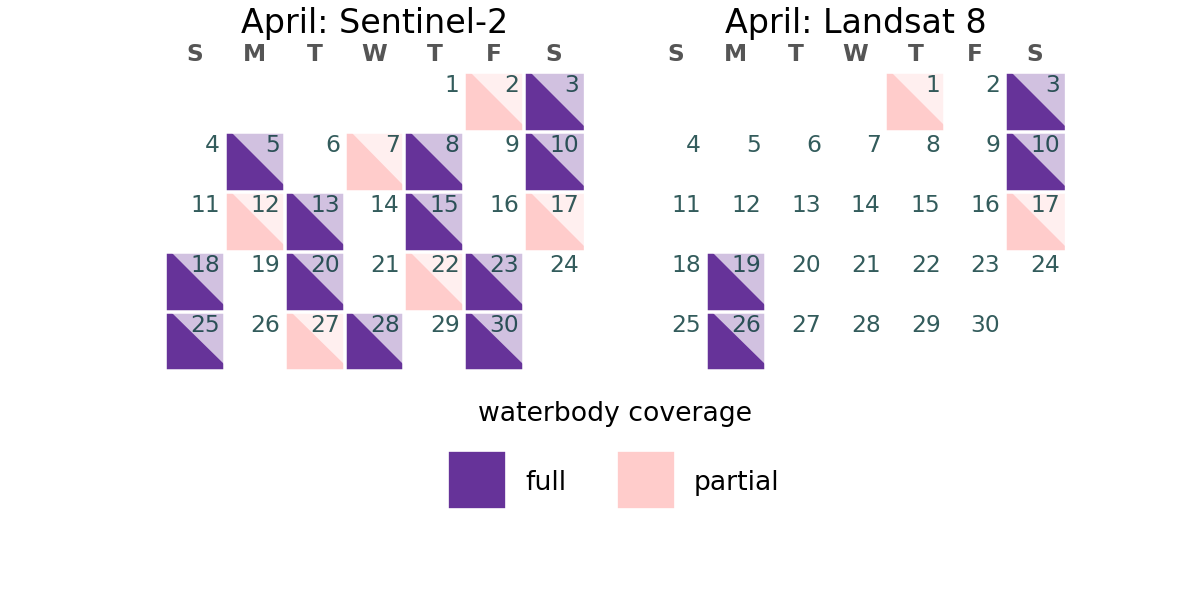 April: Sentinel-2
S M T W T F S
1 2 3
4 5 6 7 8 9 10
11 12 13 14 15 16 17
18 19 20 21 22 23 24
25 26 27 28 29 30
April: Landsat 8
S M T W T F S
1 2 3
4 5 6 7 8 9 10
11 12 13 14 15 16 17
18 19 20 21 22 23 24
25 26 27 28 29 30
waterbody coverage
full partial